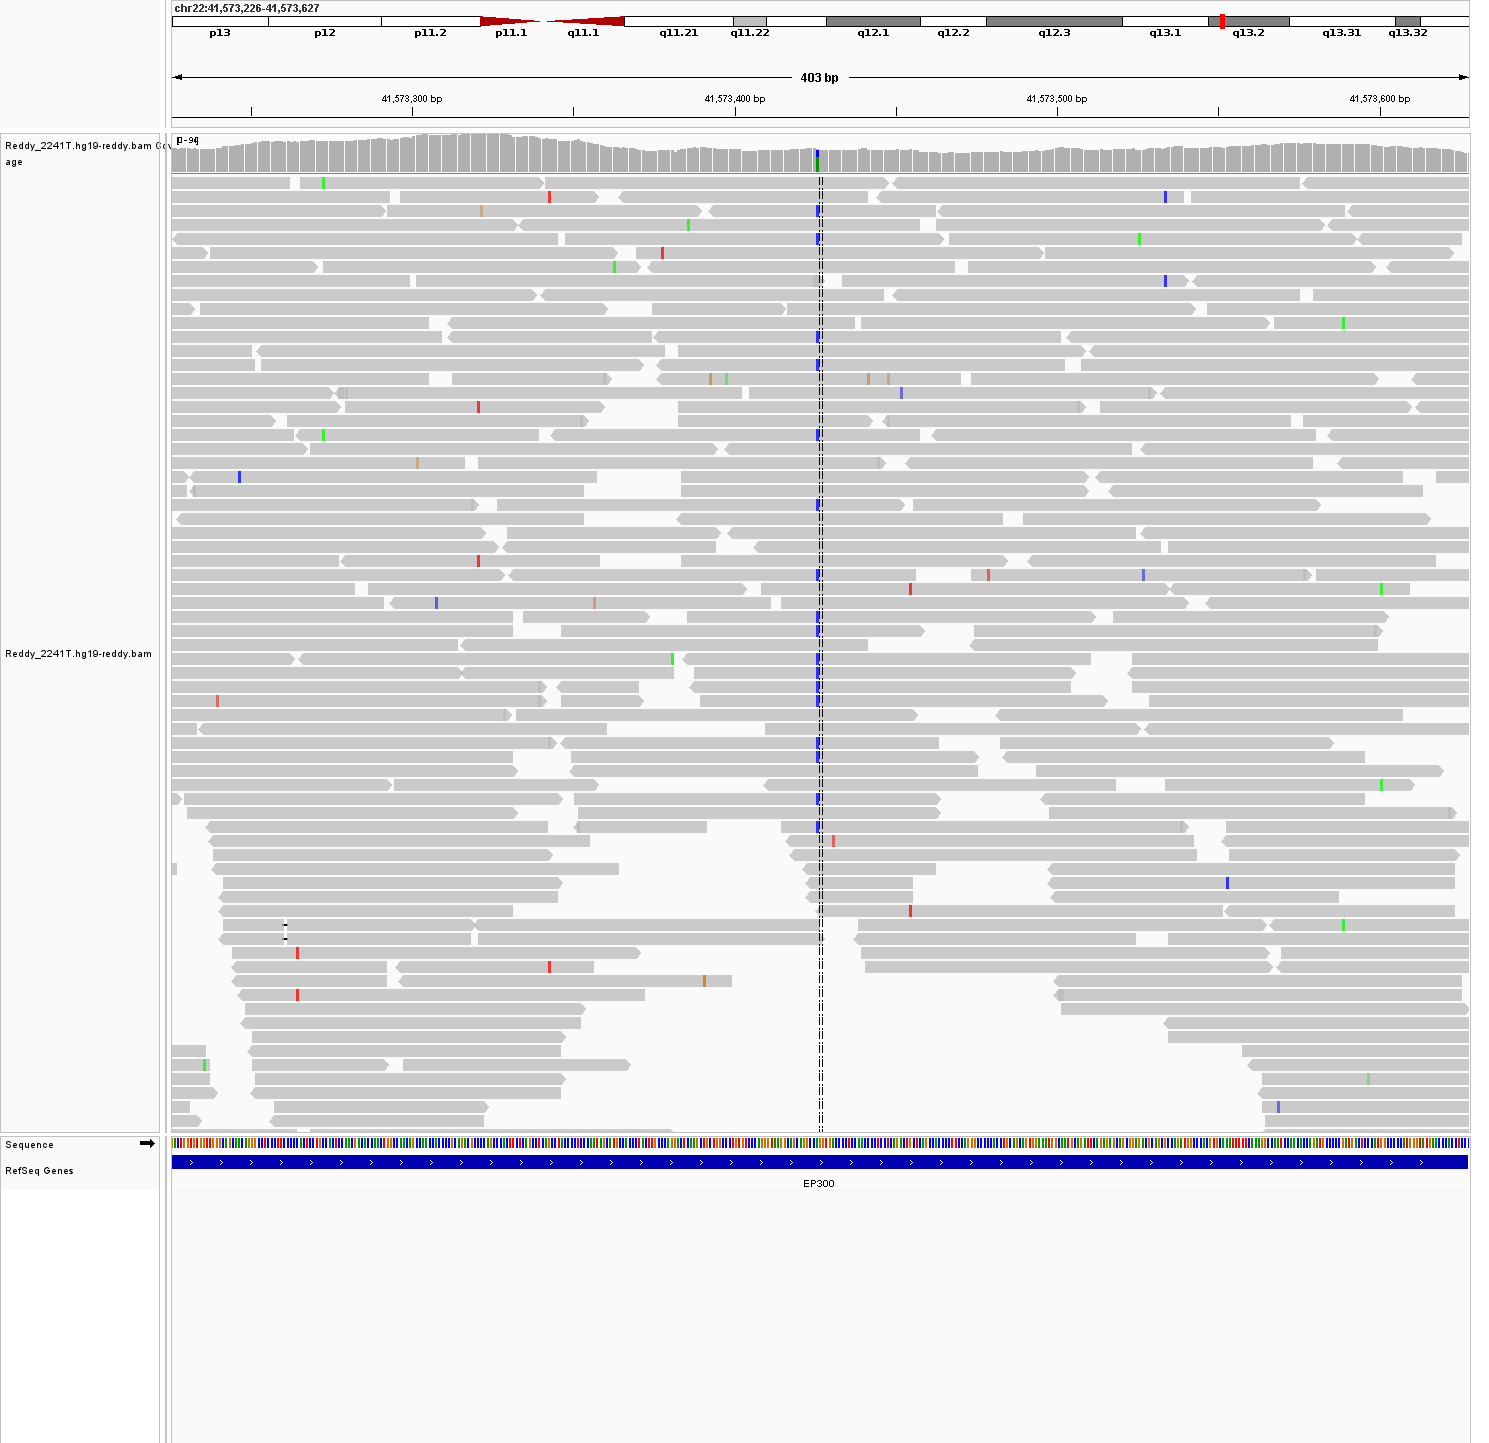 chr22:41,573,226-41,573,627
p13 p12 p11.2 p11.1 q11.1 q11.21 q11.22 q12.1 q12.2 q12.3 q13.1 q13.2 q13.31 q13.32
403 bp
41,573,300 bp 41,573,400 bp 41,573,500 bp 41,573,600 bp
Reddy_2241T.hg19-reddy.bam Cov
age
[0-94]
Reddy_2241T.hg19-reddy.bam
Sequence
RefSeq Genes
EP300